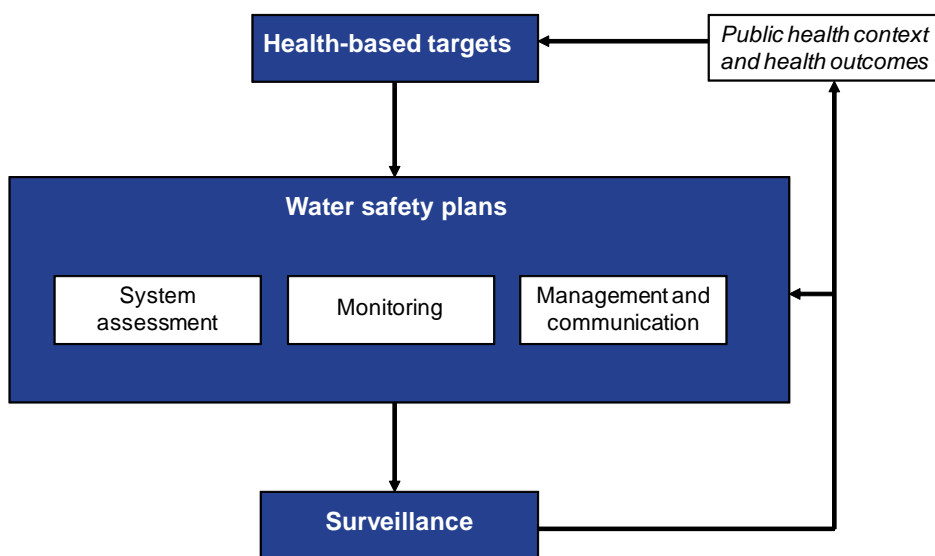 Health-based targets
Public health context
and health outcomes
Water safety plans
System
assessment
Monitoring
Management and
communication
Surveillance